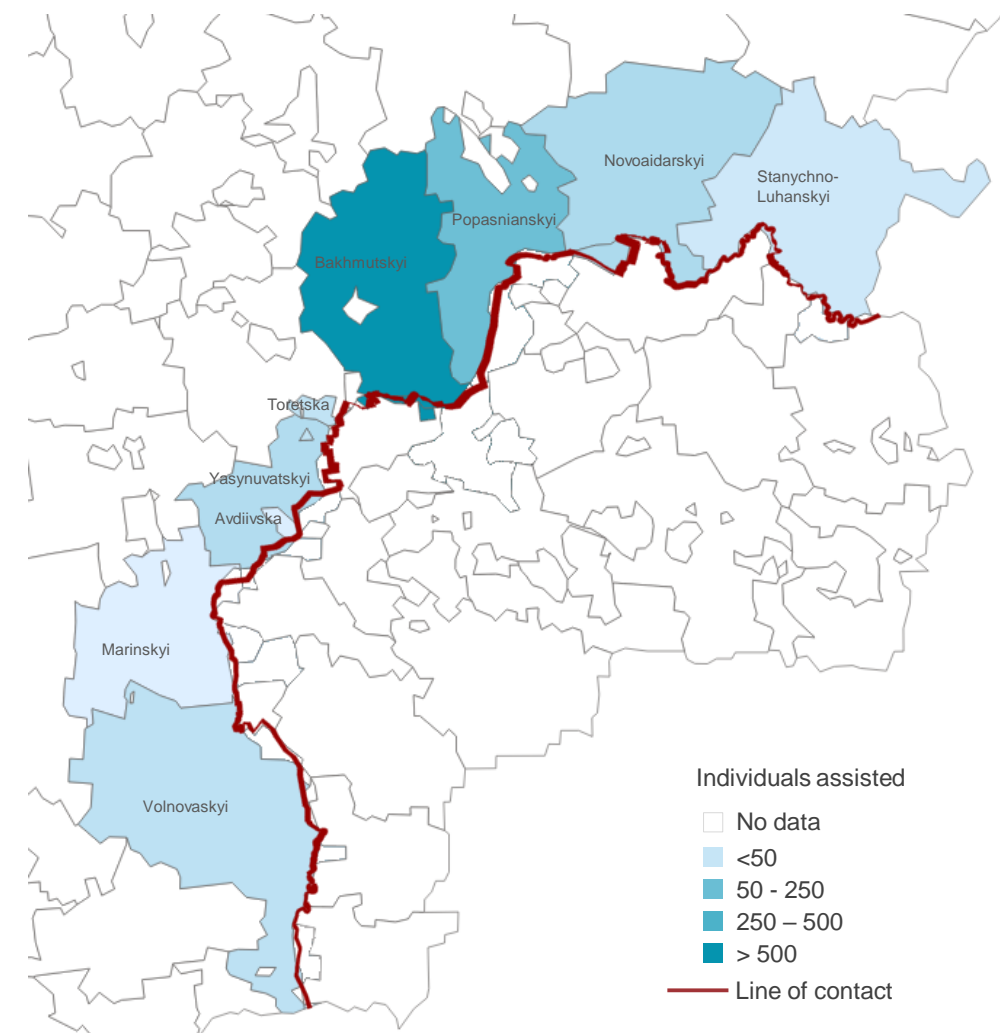 Novoaidarskyi
Stanychno-
Luhanskyi
Popasnianskyi
Bakhmutskyi
Toretska
Yasynuvatskyi
Avdiivska
Marinskyi
Volnovaskyi
Individuals assisted
No data
<50
50 - 250
250 – 500
> 500
Line of contact